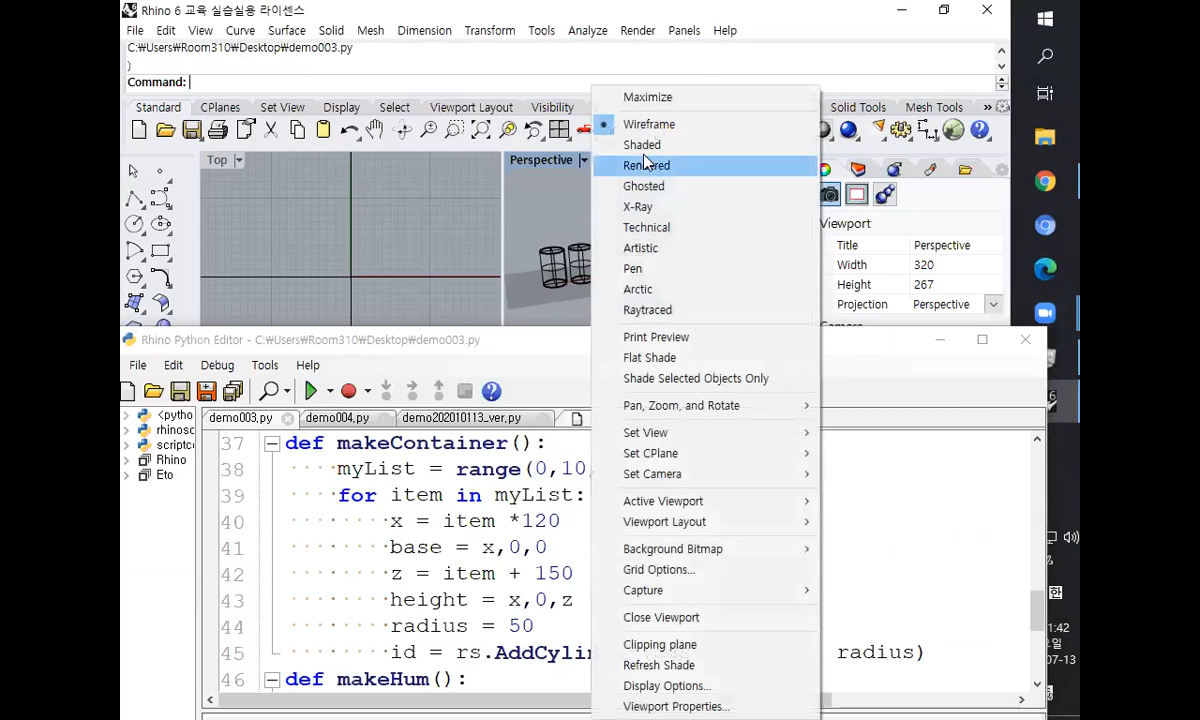 Rhino 6 교육 실습실용 라이센스
File Edit View Curve Surface Solid Mesh Dimension Transform Tools Analyze Render Panels Help
C:₩Users₩Room310₩Desktop₩demo003.py
)
Command:
Standard CPlanes Set View Display Select Viewport Layout Visibility Solid Tools Mesh Tools »
Top
Perspective
Maximize
Wireframe
Shaded
Rendered
Ghosted
X-Ray
Technical
Artistic
Pen
Arctic
Raytraced
Print Preview
Flat Shade
Shade Selected Objects Only
Pan, Zoom, and Rotate
Set View
Set CPlane
Set Camera
Active Viewport
Viewport Layout
Background Bitmap
Grid Options...
Capture
Close Viewport
Clipping plane
Refresh Shade
Display Options...
Viewport Properties...
Viewport
Title Perspective
Width 320
Height 267
Projection Perspective
Rhino Python Editor - C:₩Users₩Room310₩Desktop₩demo003.py
File Edit Debug Tools Help
demo003.py demo004.py demo202010113_ver.py
<python
rhinosc
scriptc
Rhino
Eto
37 def makeContainer():
38 myList = range(0,10,
39 for item in myList:
40 x = item *120
41 base = x,0,0
42 z = item + 150
43 height = x,0,z
44 radius = 50
45 id = rs.AddCylin radius)
46 def makeHum():
한
1:42
07-13